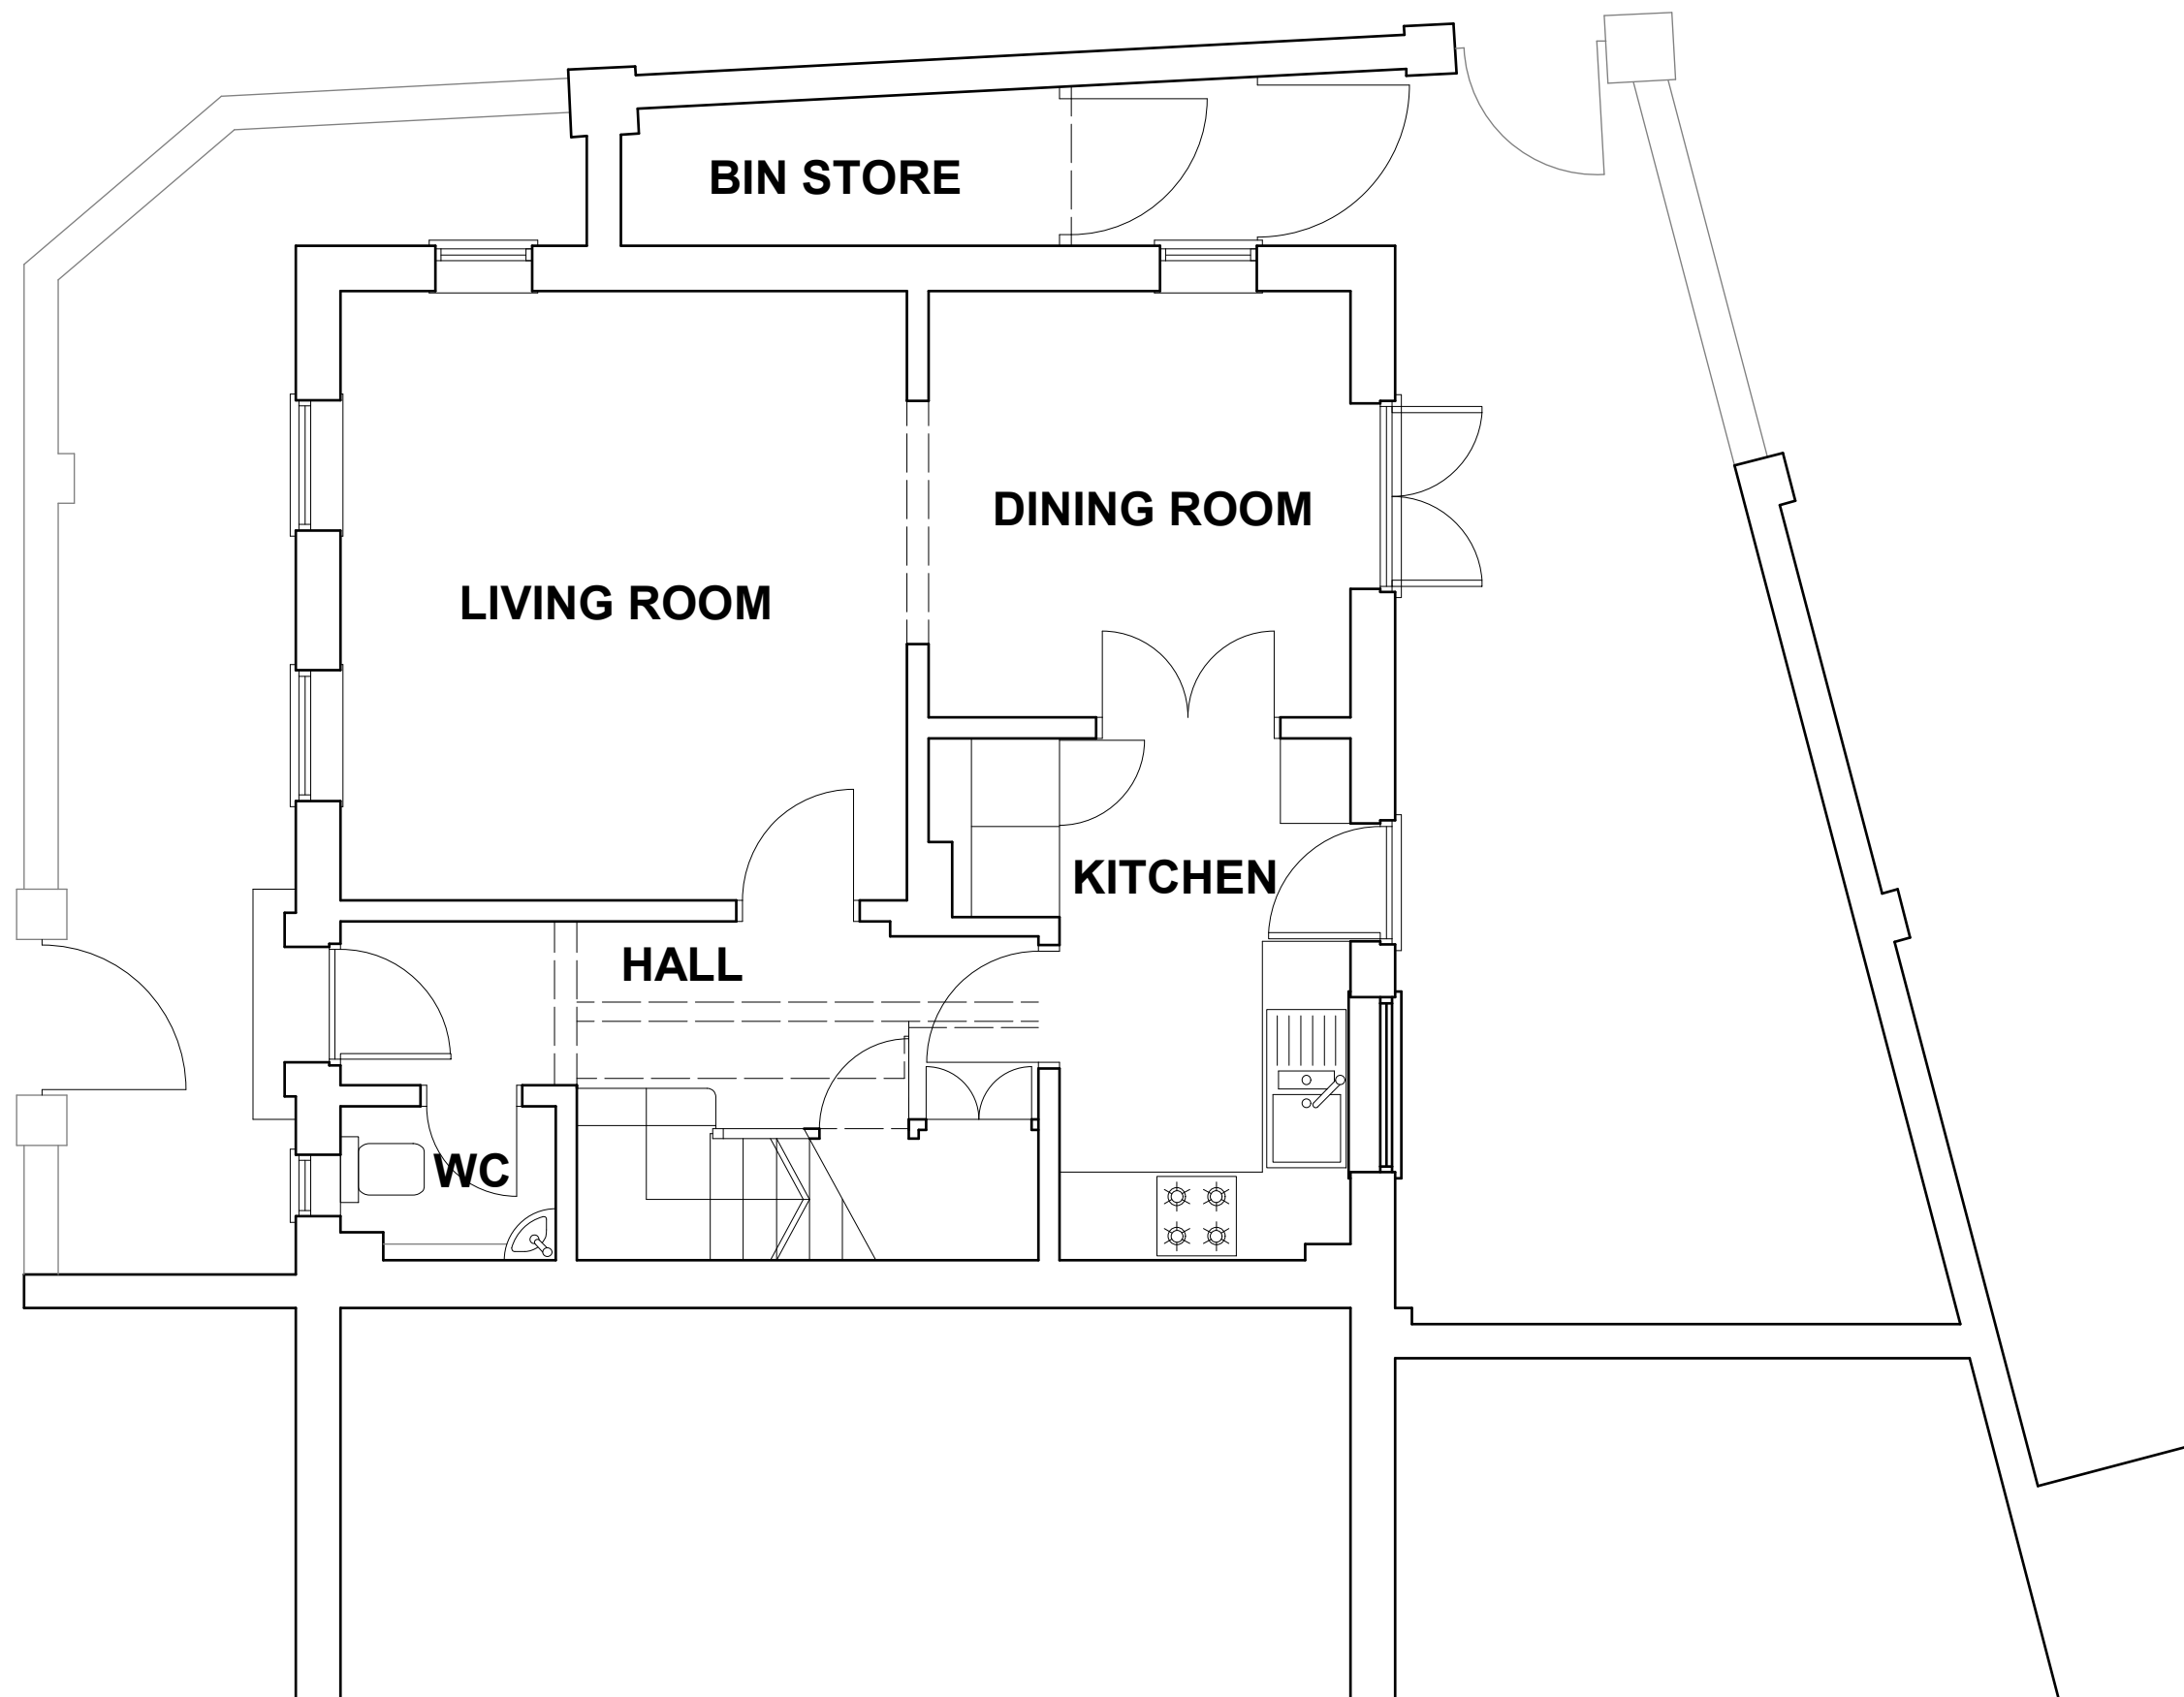 BIN STORE
DINING ROOM
LIVING ROOM
KITCHEN
HALL
WC